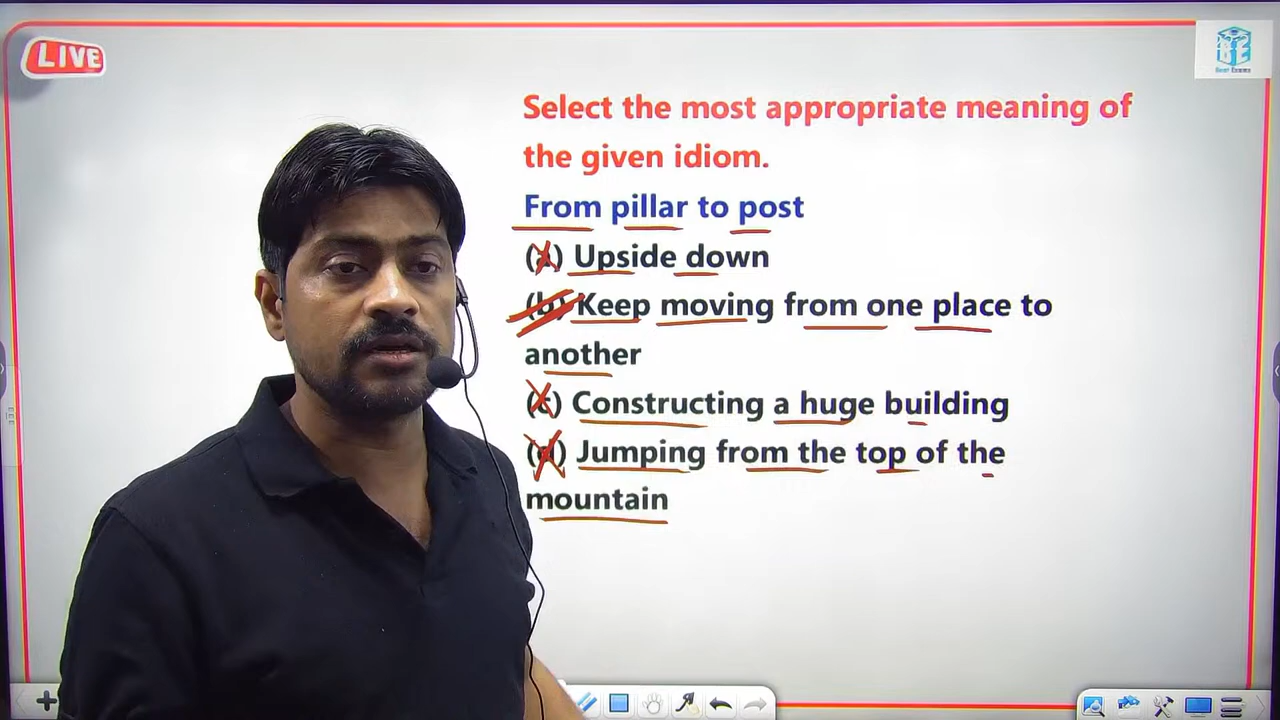 LIVE
Select the most appropriate meaning of
the given idiom.
From pillar to post
(a) Upside down
(b) Keep moving from one place to
another
(c) Constructing a huge building
(d) Jumping from the top of the
mountain